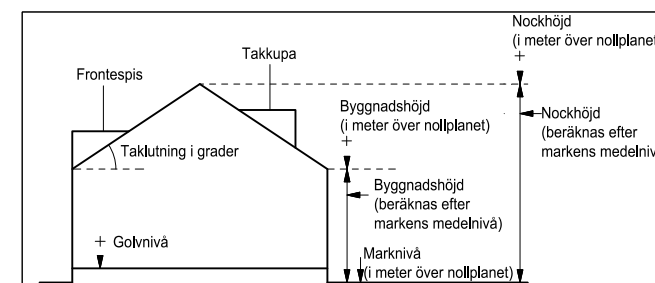 Nockhöjd
(i meter över nollplanet)
+
Takkupa
Frontespis
Byggnadshöjd
(i meter över nollplanet)
+
Nockhöjd
(beräknas efter
markens
Taklutning i grader
Byggnadshöjd
(beräknas efter
markens medelnivå)
+ Golvnivå
Marknivå
(i meter över nollplanet)